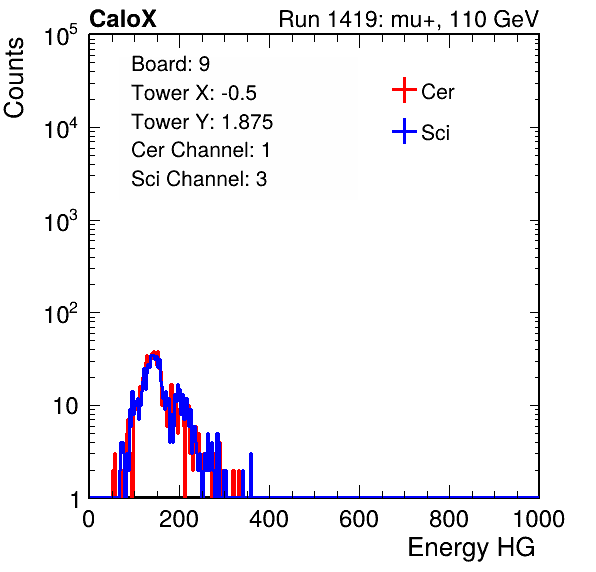 CaloX Run 1419: mu+, 110 GeV
Counts
Board: 9
Tower X: -0.5
Tower Y: 1.875
Cer Channel: 1
Sci Channel: 3
Cer
Sci
10^5
10^4
10^3
10^2
10
1
0 200 400 600 800 1000
Energy HG